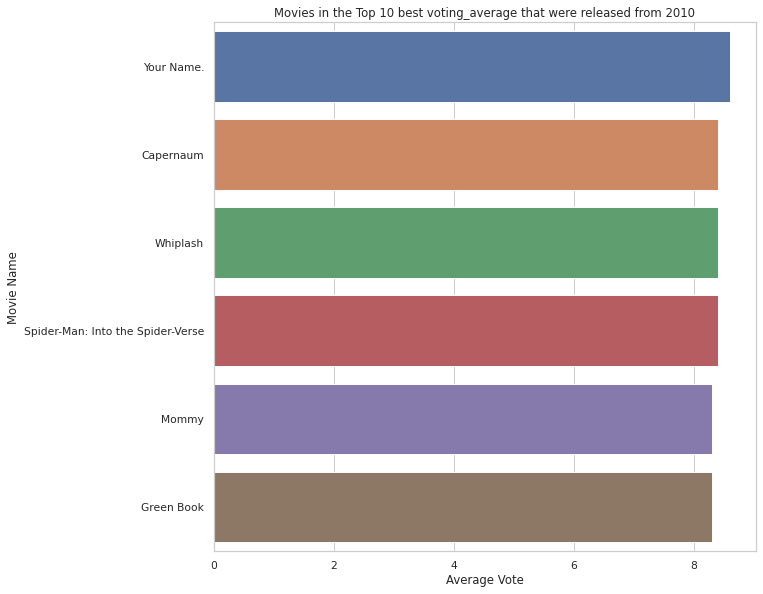 Movies in the Top 10 best voting_average that were released from 2010
Movie Name
Your Name.
Capernaum
Whiplash
Spider-Man: Into the Spider-Verse
Mommy
Green Book
0 2 4 6 8
Average Vote